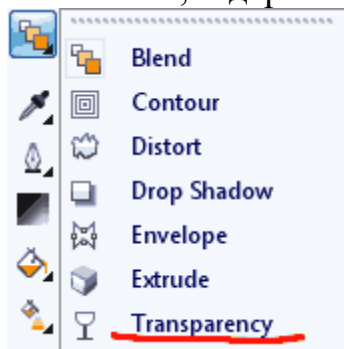 Blend
Contour
Distort
Drop Shadow
Envelope
Extrude
Transparency